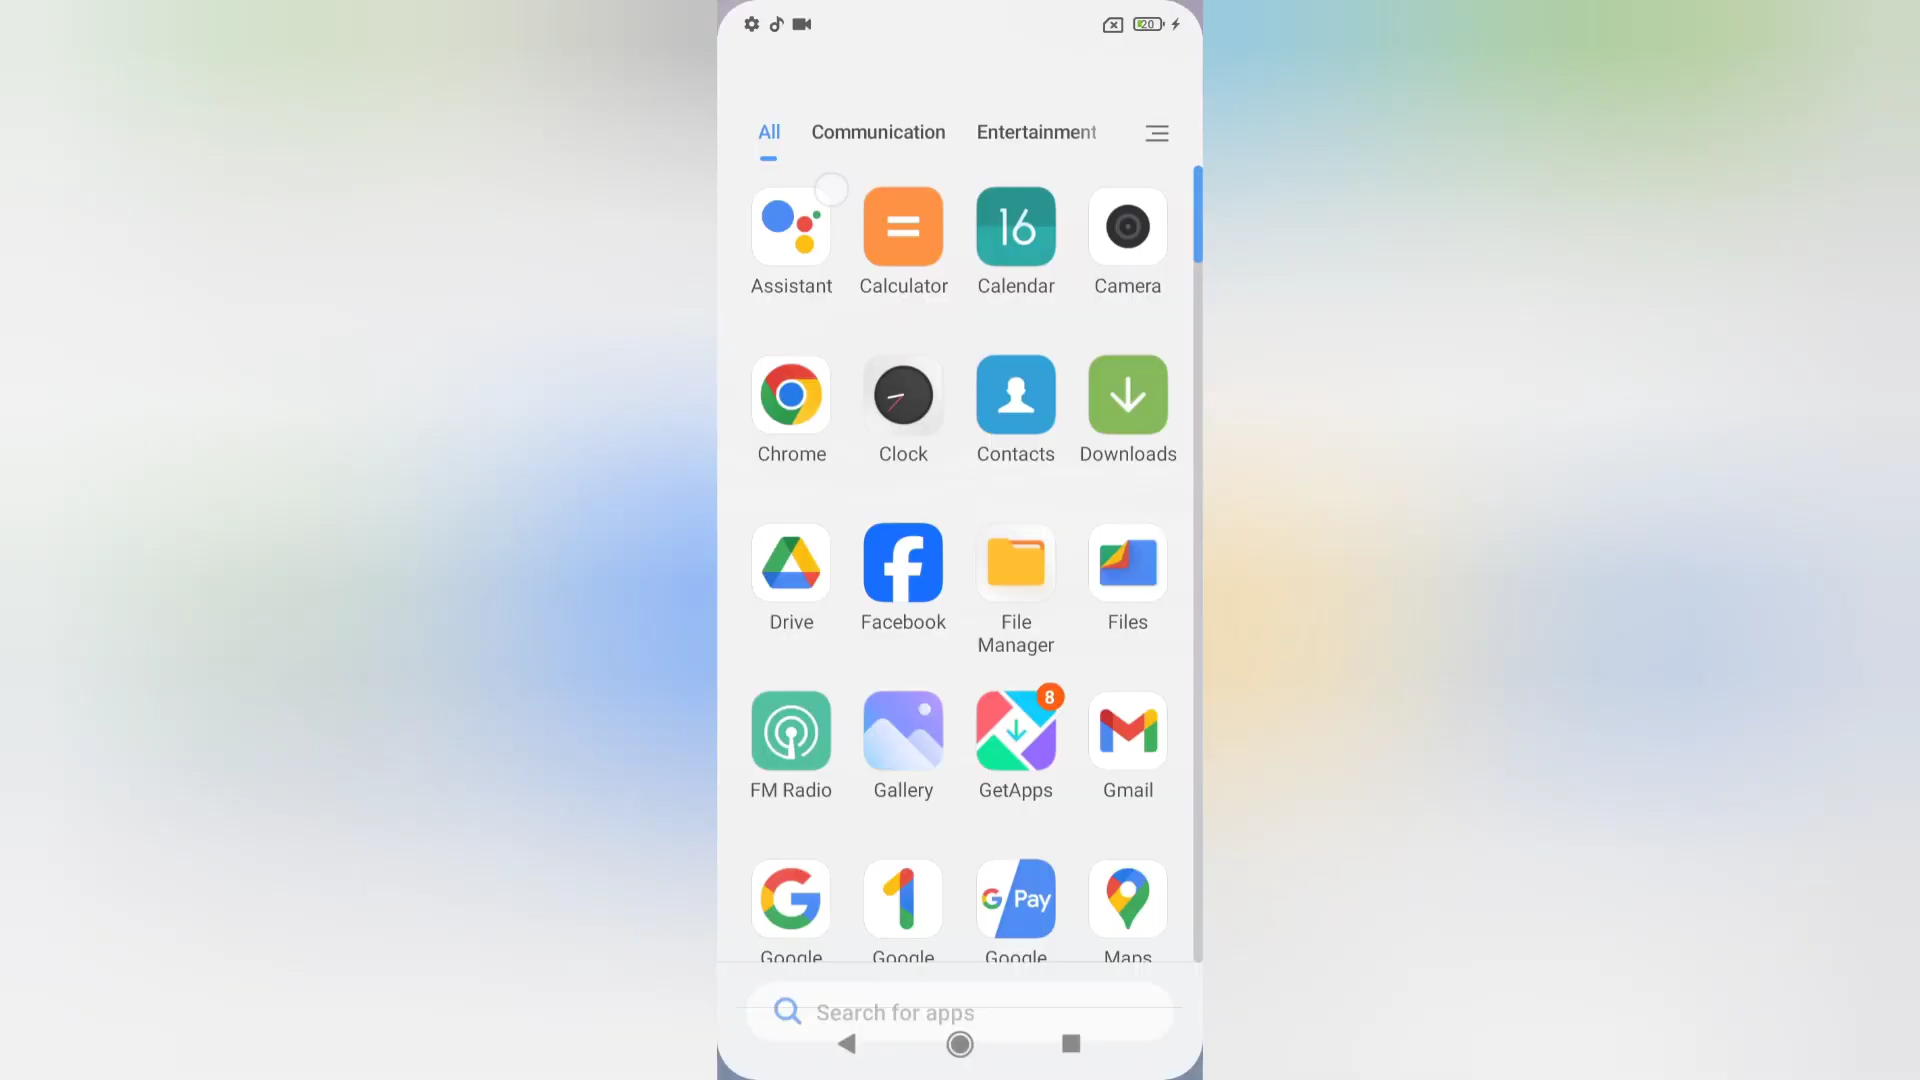 20
All Communication Entertainment
16
Assistant Calculator Calendar Camera
Chrome Clock Contacts Downloads
Drive Facebook File Manager Files
8
FM Radio Gallery GetApps Gmail
G Pay
Google Google Google Maps
Search for apps